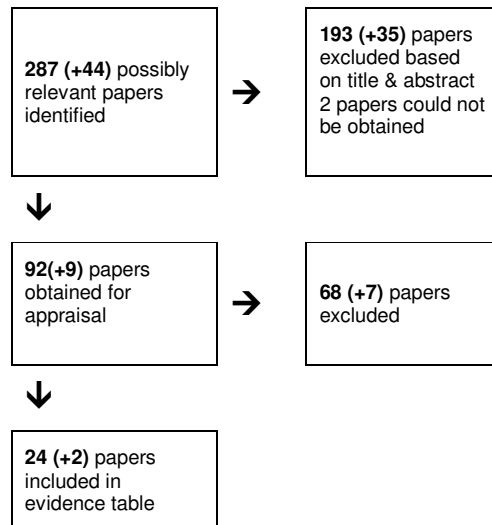 287 (+44) possibly
relevant papers
identified
193 (+35) papers
excluded based
on title & abstract
2 papers could not
be obtained
92(+9) papers
obtained for
appraisal
68 (+7) papers
excluded
24 (+2) papers
included in
evidence table